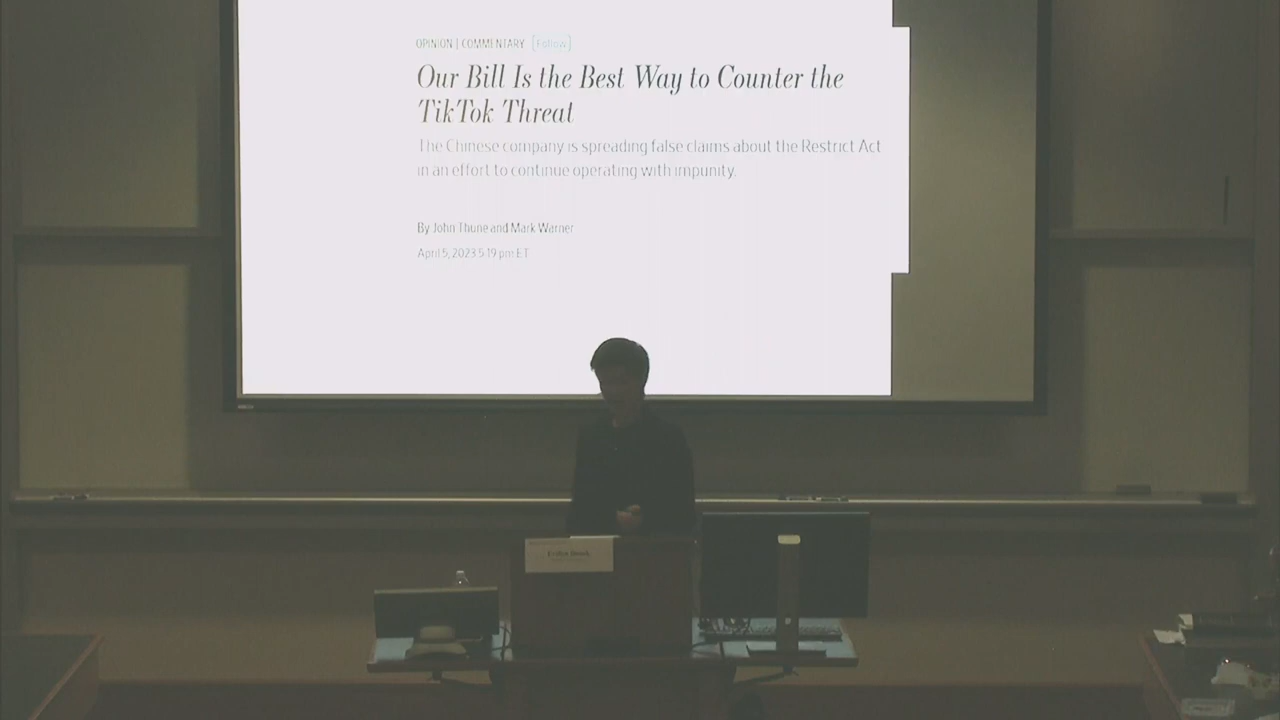 OPINION | COMMENTARY Follow
Our Bill Is the Best Way to Counter the
TikTok Threat
The Chinese company is spreading false claims about the Restrict Act
in an effort to continue operating with impunity.
By John Thune and Mark Warner
April 5, 2023 5:19 pm ET